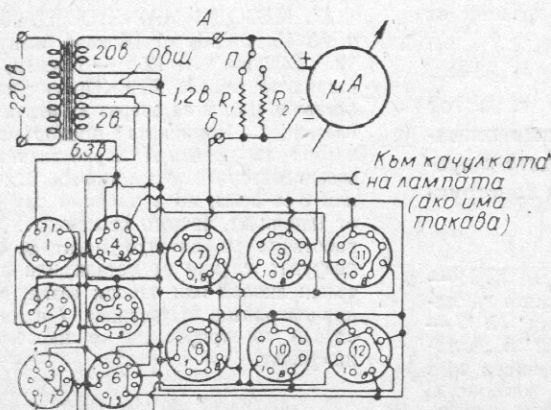 А
20в
+
П
Общ
220в
μA
R₁
R₂
1,2в
2в
−
Б
6,3в
Към качулката
на лампата
(ако има
такава)
1
4
7
9
11
2
5
3
6
8
10
12